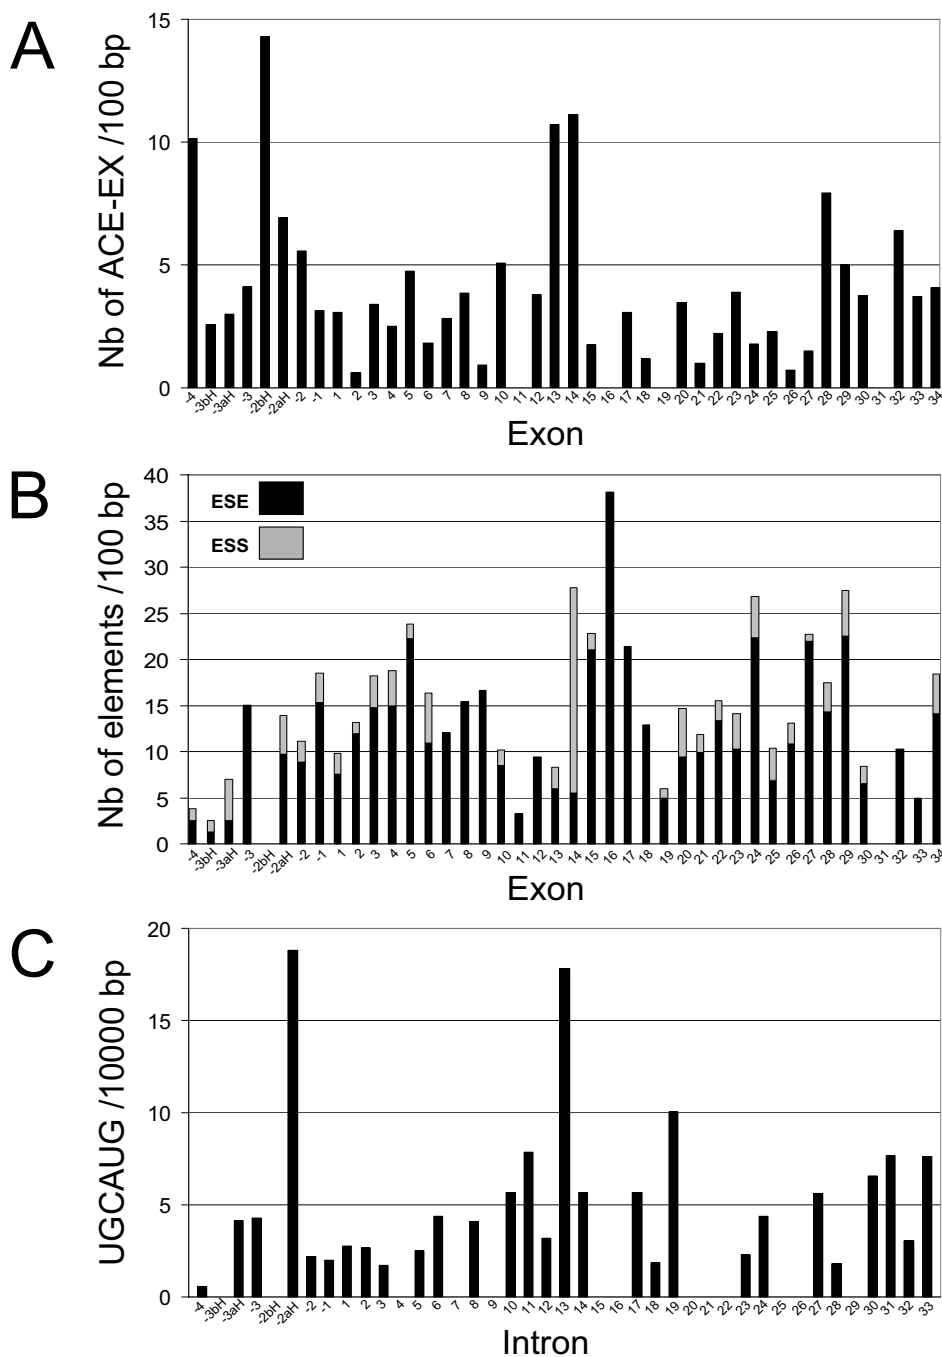 A
Nb of ACE-EX /100 bp
15
10
5
0
-4 -3bH -3aH -3 -2bH -2aH -2 -1 1 2 3 4 5 6 7 8 9 10 11 12 13 14 15 16 17 18 19 20 21 22 23 24 25 26 27 28 29 30 31 32 33 34
Exon
B
Nb of elements /100 bp
40
35
30
25
20
15
10
5
0
ESE
ESS
-4 -3bH -3aH -3 -2bH -2aH -2 -1 1 2 3 4 5 6 7 8 9 10 11 12 13 14 15 16 17 18 19 20 21 22 23 24 25 26 27 28 29 30 31 32 33 34
Exon
C
UGCAUG /10000 bp
20
15
10
5
0
-4 -3bH -3aH -3 -2bH -2aH -2 -1 1 2 3 4 5 6 7 8 9 10 11 12 13 14 15 16 17 18 19 20 21 22 23 24 25 26 27 28 29 30 31 32 33
Intron